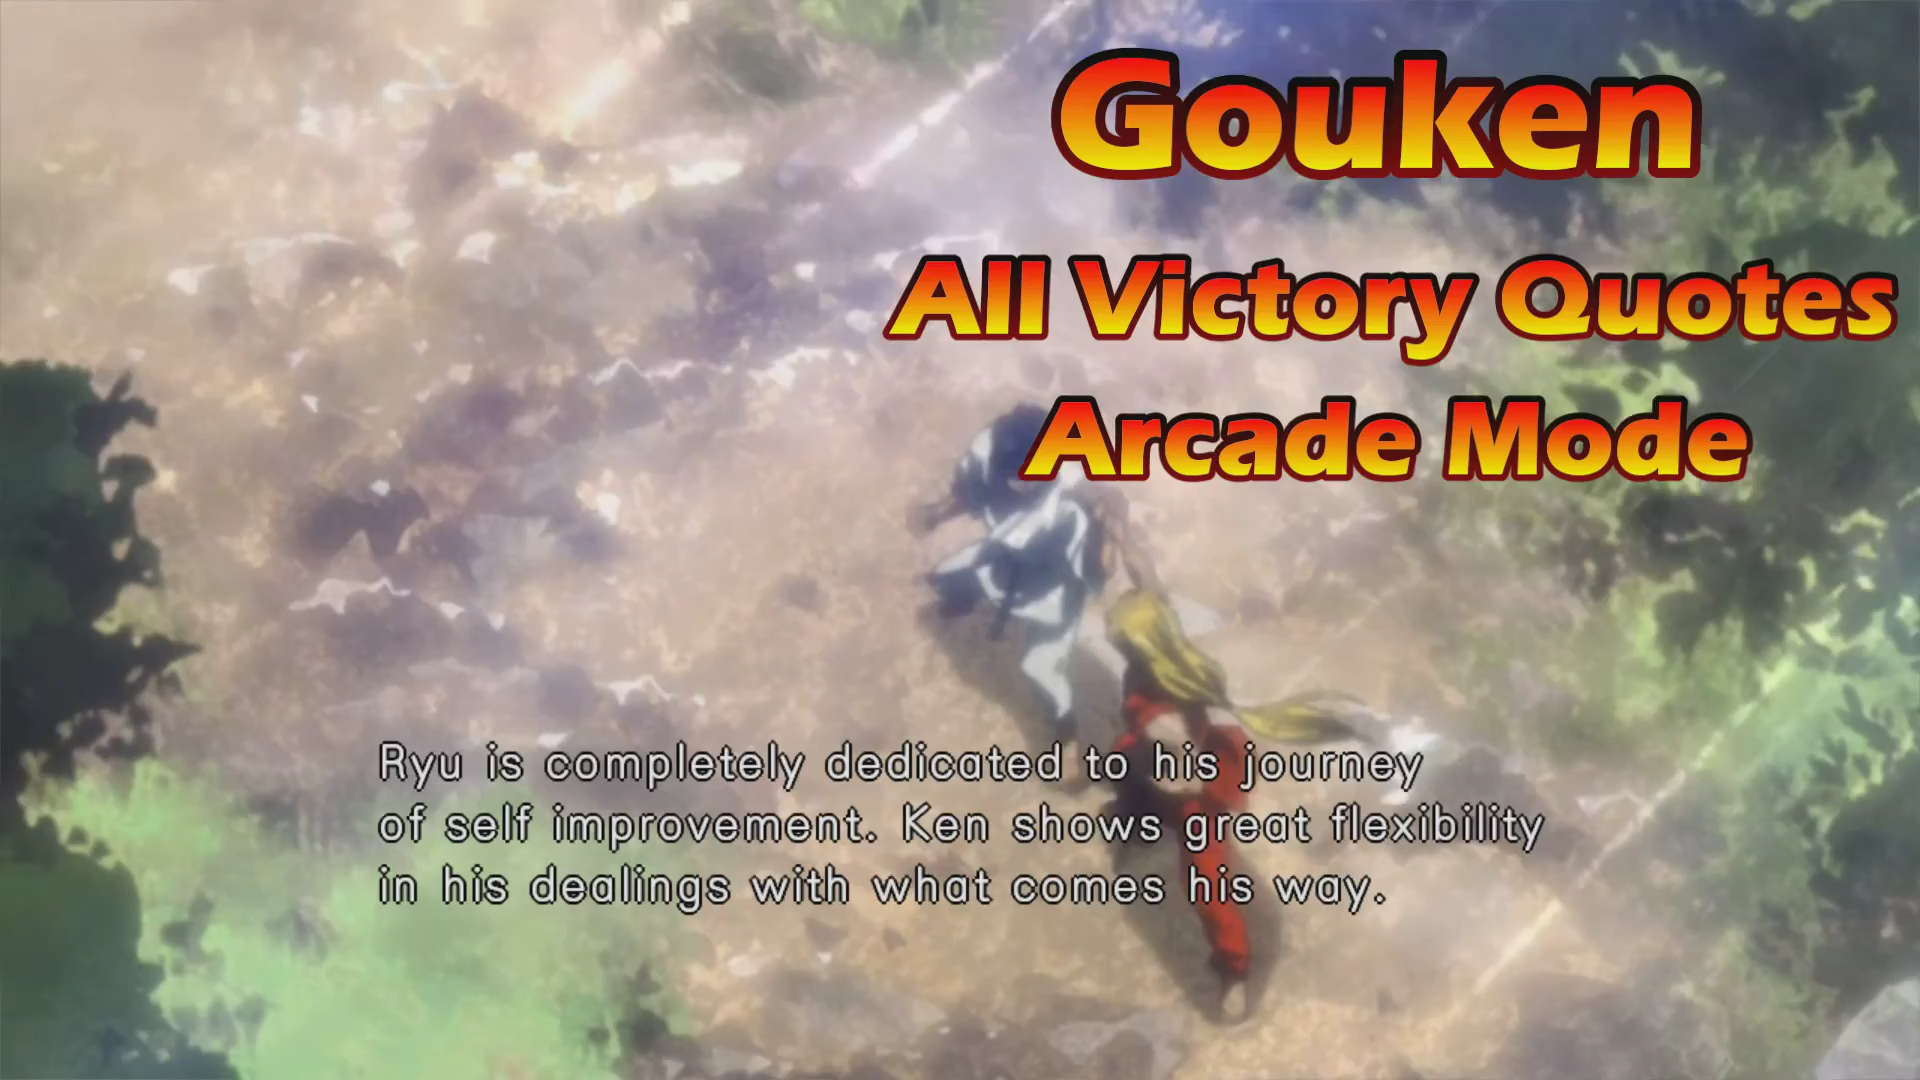 Gouken
All Victory Quotes
Arcade Mode
Ryu is completely dedicated to his journey
of self improvement. Ken shows great flexibility
in his dealings with what comes his way.